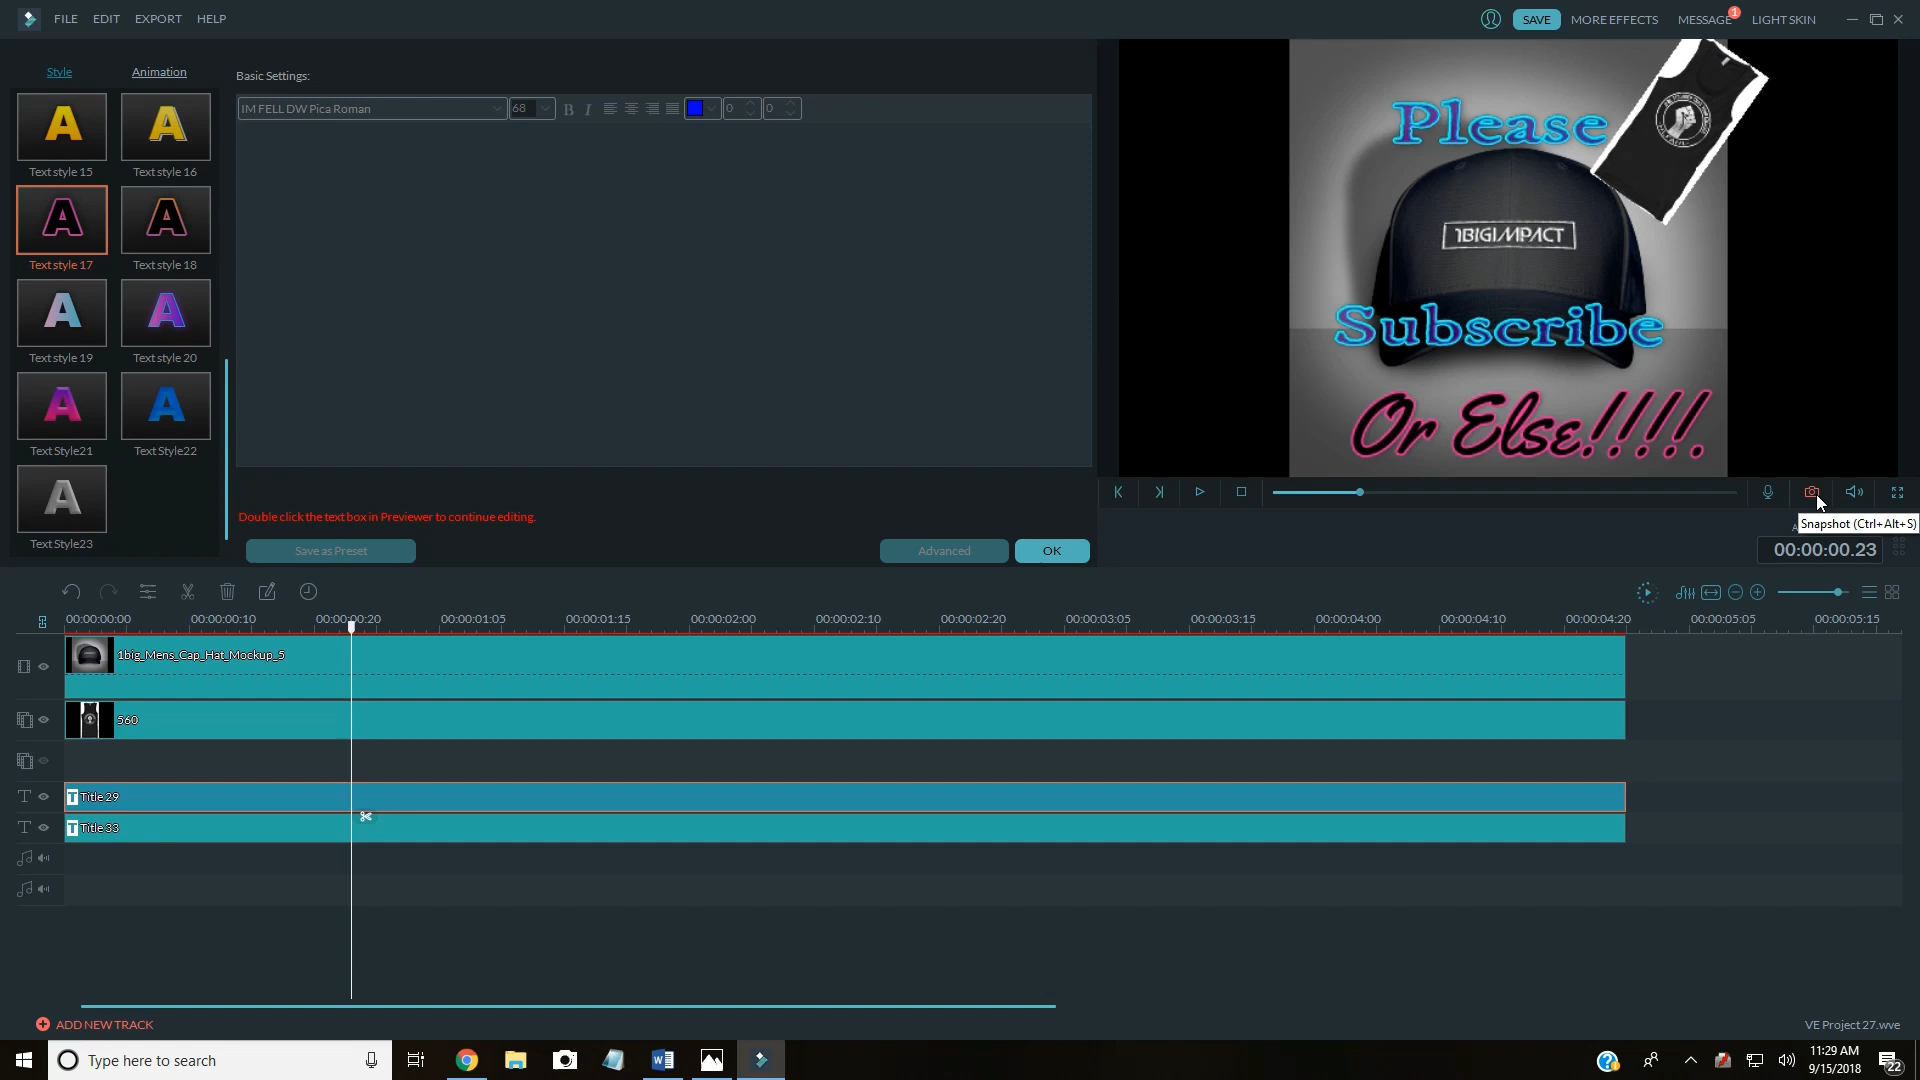 FILE EDIT EXPORT HELP
SAVE MORE EFFECTS MESSAGE 1 LIGHT SKIN
Style Animation
Basic Settings:
IM FELL DW Pica Roman 68 B I 0 0
A A
Text style 15 Text style 16
A A
Text style 17 Text style 18
A A
Text style 19 Text style 20
A A
Text Style21 Text Style22
A
Text Style23
Double click the text box in Previewer to continue editing.
Save as Preset Advanced OK
Please
1BIGIMPACT
Subscribe
Or Else!!!!
Snapshot (Ctrl+Alt+S)
00:00:00.23
00:00:00:00 00:00:00:10 00:00:00:20 00:00:01:05 00:00:01:15 00:00:02:00 00:00:02:10 00:00:02:20 00:00:03:05 00:00:03:15 00:00:04:00 00:00:04:10 00:00:04:20 00:00:05:05 00:00:05:15
1big_Mens_Cap_Hat_Mockup_5
560
T T Title 29
T T Title 33
ADD NEW TRACK
VE Project 27.wve
Type here to search
11:29 AM
9/15/2018
22